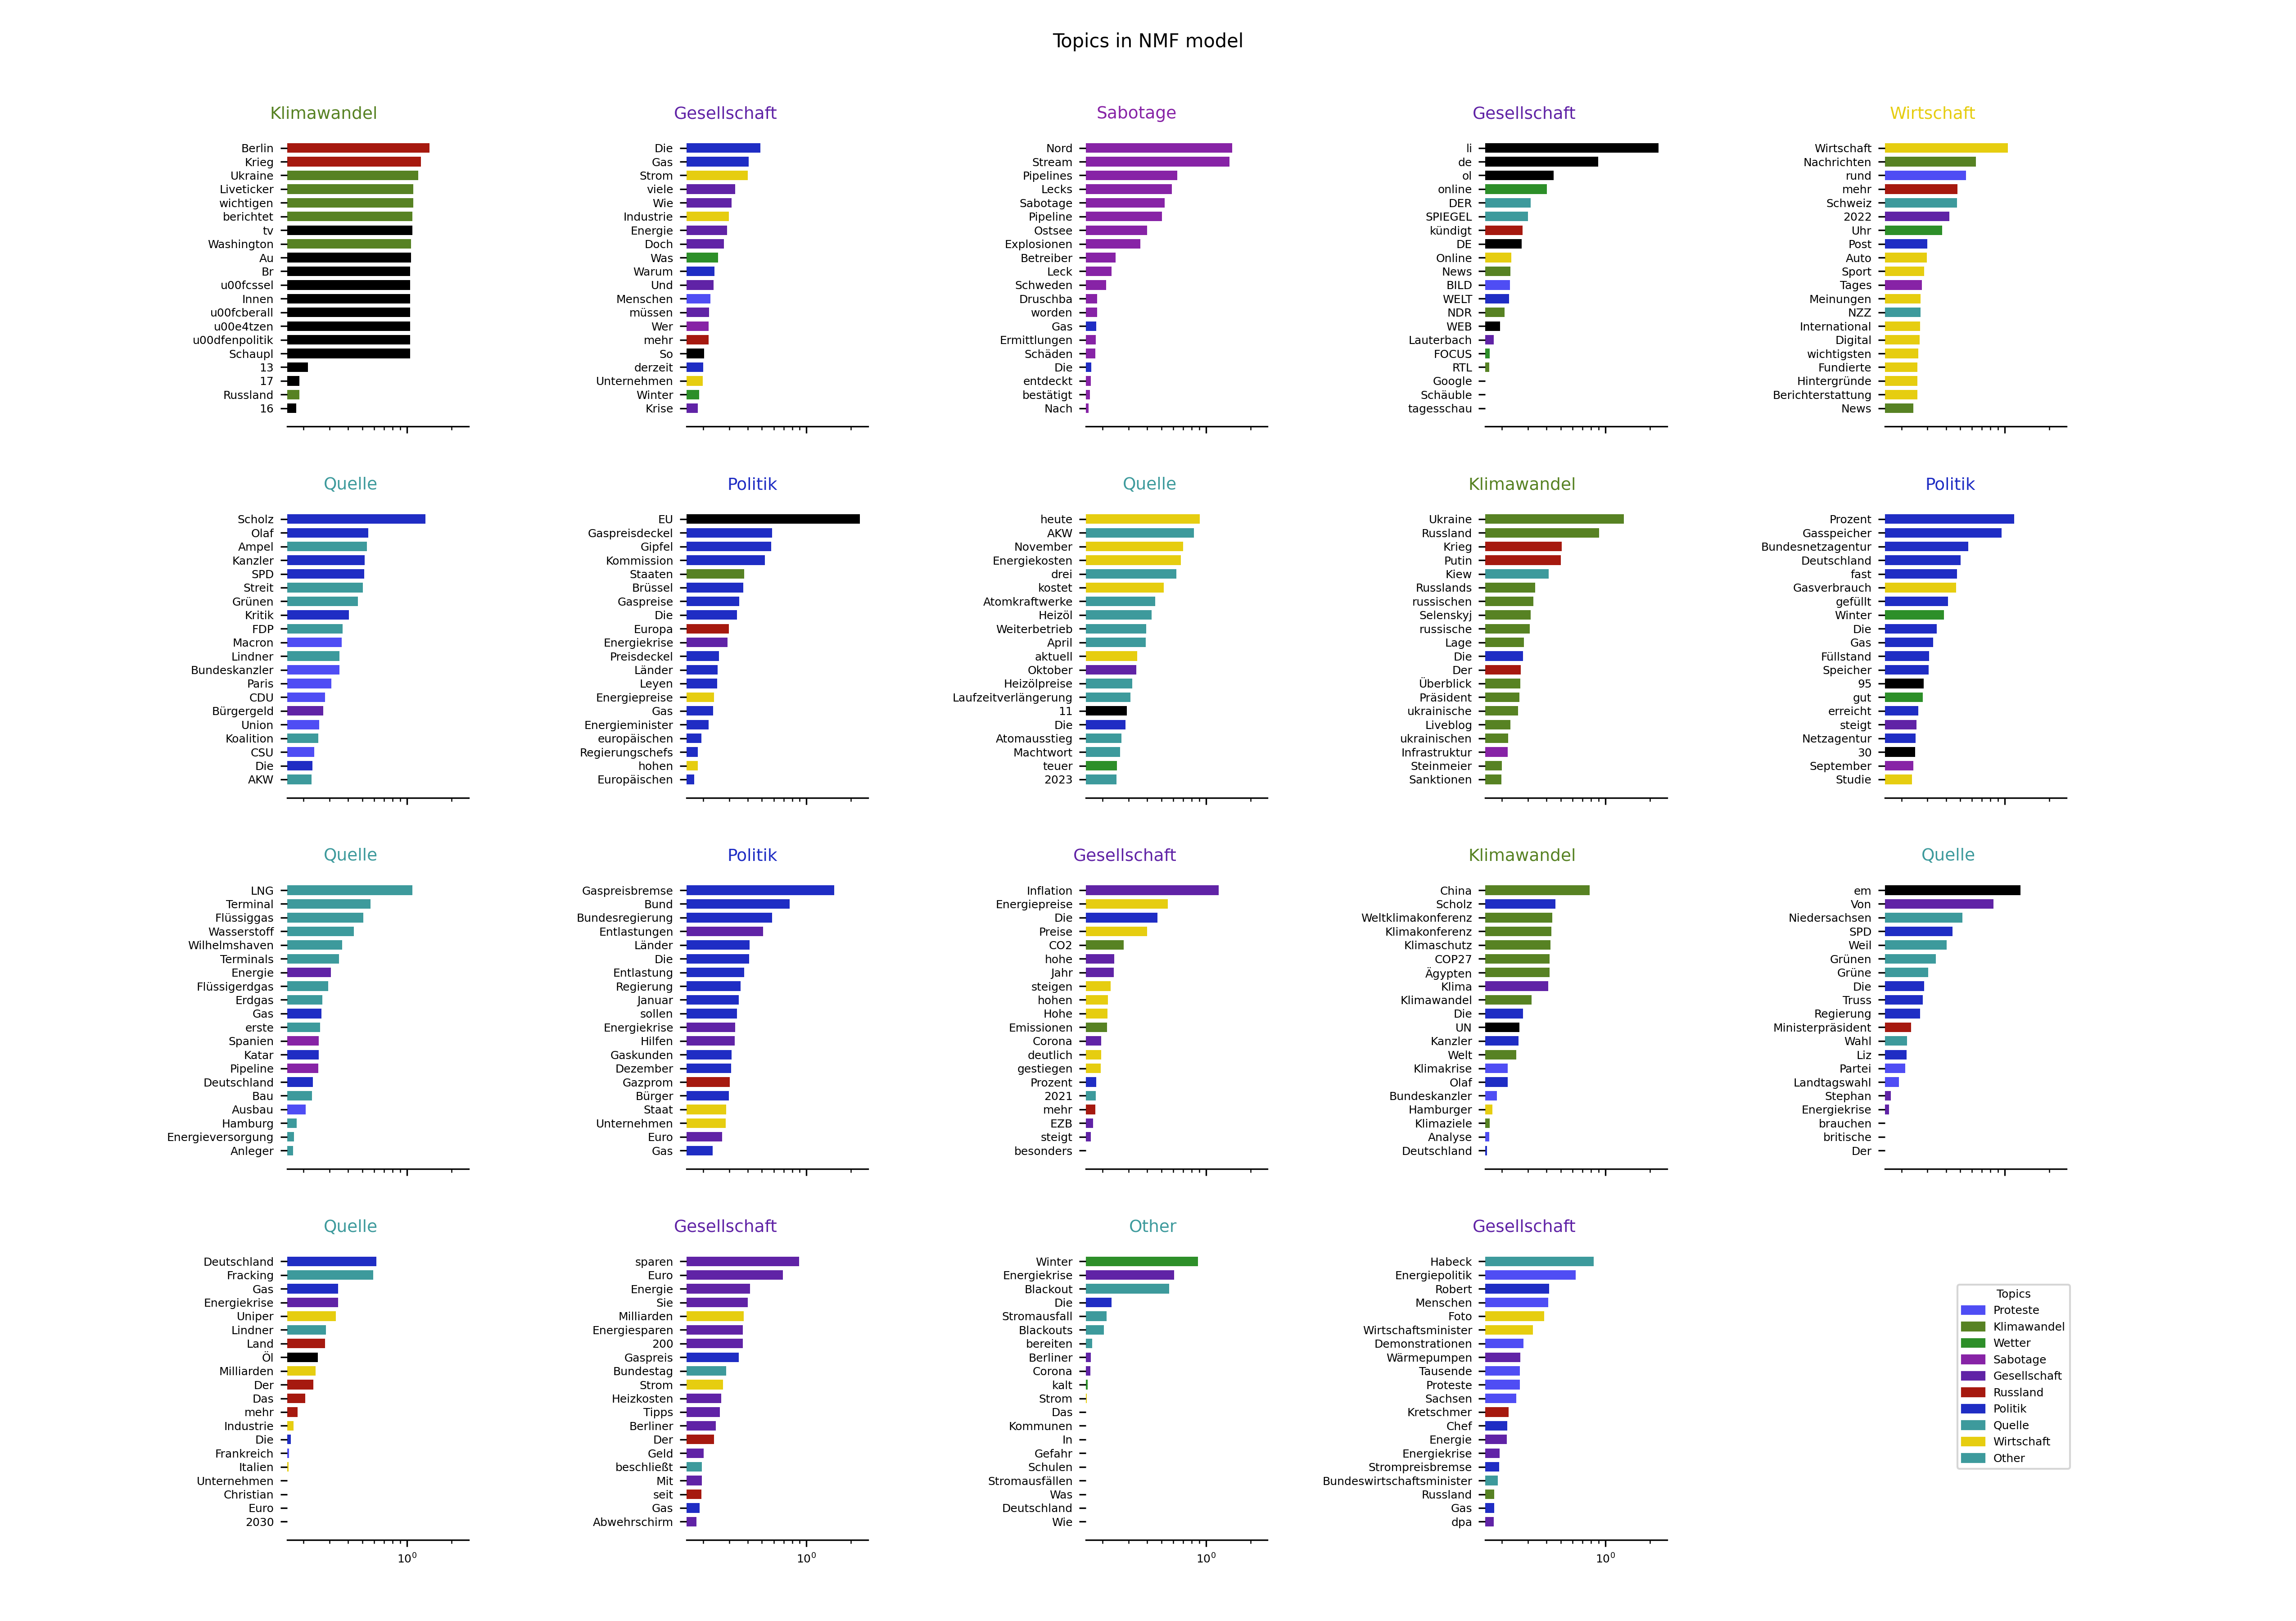 Topics in NMF model
Klimawandel
Berlin
Krieg
Ukraine
Liveticker
wichtigen
berichtet
tv
Washington
Au
Br
u00fcssel
Innen
u00fcberall
u00e4tzen
u00dfenpolitik
Schaupl
13
17
Russland
16
Gesellschaft
Die
Gas
Strom
viele
Wie
Industrie
Energie
Doch
Was
Warum
Und
Menschen
müssen
Wer
mehr
So
derzeit
Unternehmen
Winter
Krise
Sabotage
Nord
Stream
Pipelines
Lecks
Sabotage
Pipeline
Ostsee
Explosionen
Betreiber
Leck
Schweden
Druschba
worden
Gas
Ermittlungen
Schäden
Die
entdeckt
bestätigt
Nach
Gesellschaft
li
de
ol
online
DER
SPIEGEL
kündigt
DE
Online
News
BILD
WELT
NDR
WEB
Lauterbach
FOCUS
RTL
Google
Schäuble
tagesschau
Wirtschaft
Wirtschaft
Nachrichten
rund
mehr
Schweiz
2022
Uhr
Post
Auto
Sport
Tages
Meinungen
NZZ
International
Digital
wichtigsten
Fundierte
Hintergründe
Berichterstattung
News
Quelle
Scholz
Olaf
Ampel
Kanzler
SPD
Streit
Grünen
Kritik
FDP
Macron
Lindner
Bundeskanzler
Paris
CDU
Bürgergeld
Union
Koalition
CSU
Die
AKW
Politik
EU
Gaspreisdeckel
Gipfel
Kommission
Staaten
Brüssel
Gaspreise
Die
Europa
Energiekrise
Preisdeckel
Länder
Leyen
Energiepreise
Gas
Energieminister
europäischen
Regierungschefs
hohen
Europäischen
Quelle
heute
AKW
November
Energiekosten
drei
kostet
Atomkraftwerke
Heizöl
Weiterbetrieb
April
aktuell
Oktober
Heizölpreise
Laufzeitverlängerung
11
Die
Atomausstieg
Machtwort
teuer
2023
Klimawandel
Ukraine
Russland
Krieg
Putin
Kiew
Russlands
russischen
Selenskyj
russische
Lage
Die
Der
Überblick
Präsident
ukrainische
Liveblog
ukrainischen
Infrastruktur
Steinmeier
Sanktionen
Politik
Prozent
Gasspeicher
Bundesnetzagentur
Deutschland
fast
Gasverbrauch
gefüllt
Winter
Die
Gas
Füllstand
Speicher
95
gut
erreicht
steigt
Netzagentur
30
September
Studie
Quelle
LNG
Terminal
Flüssiggas
Wasserstoff
Wilhelmshaven
Terminals
Energie
Flüssigerdgas
Erdgas
Gas
erste
Spanien
Katar
Pipeline
Deutschland
Bau
Ausbau
Hamburg
Energieversorgung
Anleger
Politik
Gaspreisbremse
Bund
Bundesregierung
Entlastungen
Länder
Die
Entlastung
Regierung
Januar
sollen
Energiekrise
Hilfen
Gaskunden
Dezember
Gazprom
Bürger
Staat
Unternehmen
Euro
Gas
Gesellschaft
Inflation
Energiepreise
Die
Preise
CO2
hohe
Jahr
steigen
hohen
Hohe
Emissionen
Corona
deutlich
gestiegen
Prozent
2021
mehr
EZB
steigt
besonders
Klimawandel
China
Scholz
Weltklimakonferenz
Klimakonferenz
Klimaschutz
COP27
Ägypten
Klima
Klimawandel
Die
UN
Kanzler
Welt
Klimakrise
Olaf
Bundeskanzler
Hamburger
Klimaziele
Analyse
Deutschland
Quelle
em
Von
Niedersachsen
SPD
Weil
Grünen
Grüne
Die
Truss
Regierung
Ministerpräsident
Wahl
Liz
Partei
Landtagswahl
Stephan
Energiekrise
brauchen
britische
Der
Quelle
Deutschland
Fracking
Gas
Energiekrise
Uniper
Lindner
Land
Öl
Milliarden
Der
Das
mehr
Industrie
Die
Frankreich
Italien
Unternehmen
Christian
Euro
2030
10^0
Gesellschaft
sparen
Euro
Energie
Sie
Milliarden
Energiesparen
200
Gaspreis
Bundestag
Strom
Heizkosten
Tipps
Berliner
Der
Geld
beschließt
Mit
seit
Gas
Abwehrschirm
10^0
Other
Winter
Energiekrise
Blackout
Die
Stromausfall
Blackouts
bereiten
Berliner
Corona
kalt
Strom
Das
Kommunen
In
Gefahr
Schulen
Stromausfällen
Was
Deutschland
Wie
10^0
Gesellschaft
Habeck
Energiepolitik
Robert
Menschen
Foto
Wirtschaftsminister
Demonstrationen
Wärmepumpen
Tausende
Proteste
Sachsen
Kretschmer
Chef
Energie
Energiekrise
Strompreisbremse
Bundeswirtschaftsminister
Russland
Gas
dpa
10^0
Topics
Proteste
Klimawandel
Wetter
Sabotage
Gesellschaft
Russland
Politik
Quelle
Wirtschaft
Other